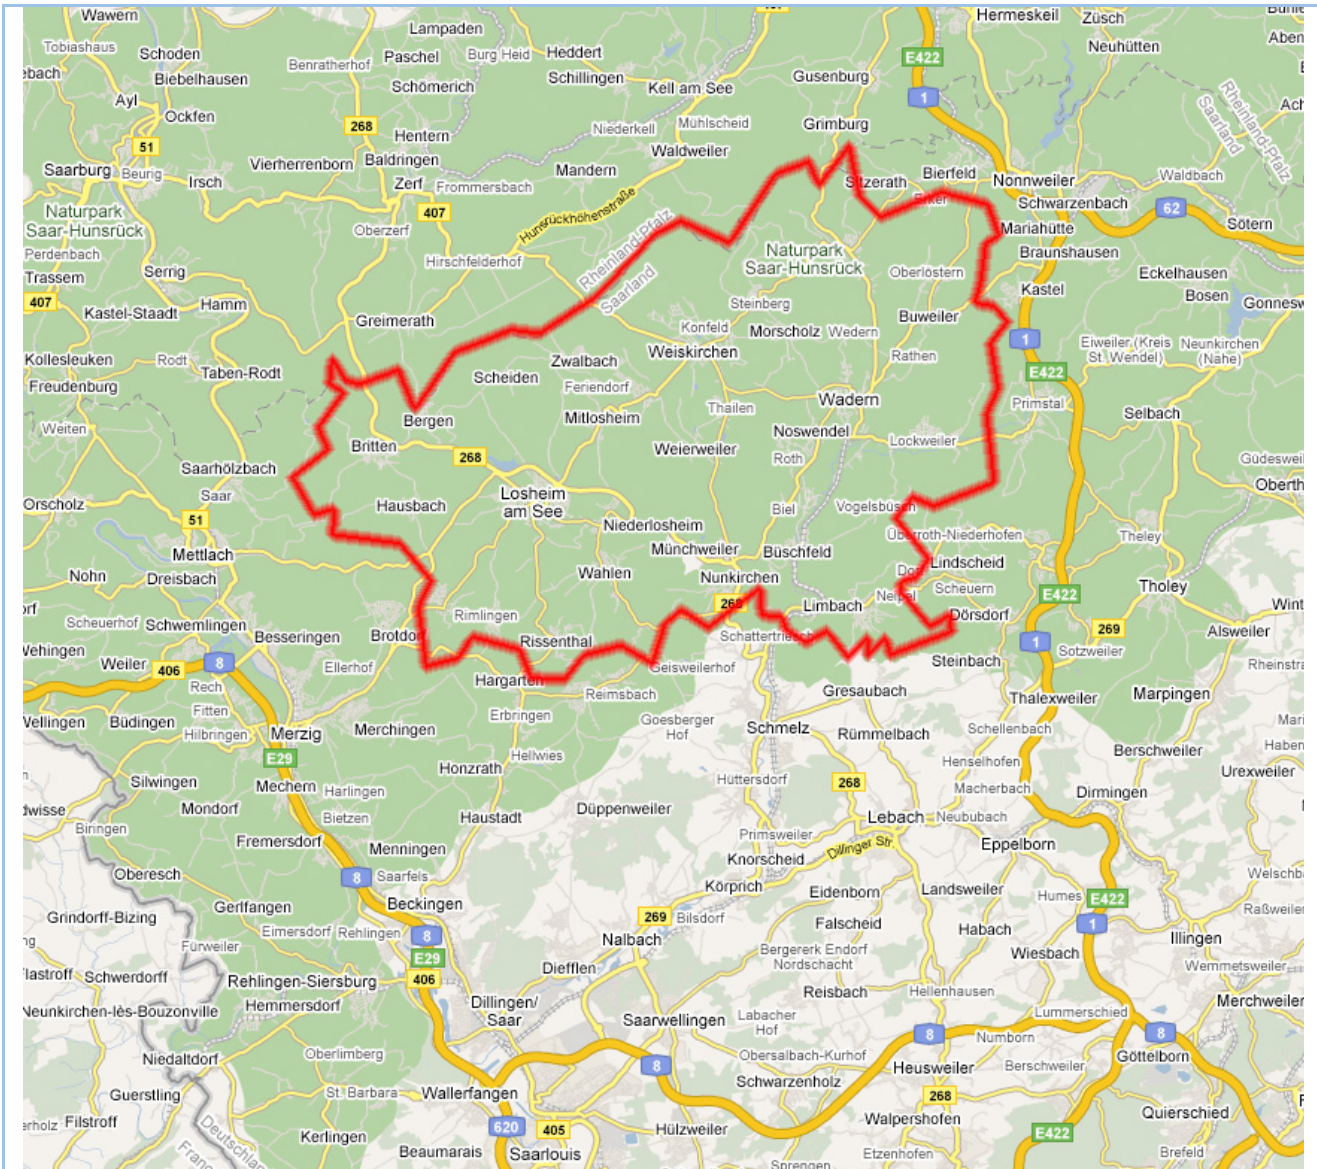 Wawern
Lampaden
Hermeskeil
Züsch
Tobiashaus
Schoden
Benratherhof
Paschel
Burg Heid
Heddert
E422
Neuhütten
Biebelhausen
Schömerich
Schillingen
Kell am See
Gusenburg
Ayl
Ockfen
268
Hentern
Niederkell
Mühlscheid
Grimburg
1
Rheinland-Pfalz
Saarland
51
Saarburg
Beurig
Irsch
Vierherrenborn
Baldringen
Zerf
Frommersbach
Mandern
Waldweiler
Sitzerath
Bierfeld
Nonnweiler
Waldbach
Naturpark
Saar-Hunsrück
407
Oberzerf
Hunsrückhöhenstraße
Schwarzenbach
62
Sötern
Perdenbach
Trassem
Serrig
Hirschfelderhof
Rheinland-Pfalz
Saarland
Naturpark
Saar-Hunsrück
Mariahütte
Braunshausen
Oberlöstern
Eckelhausen
407
Kastel-Staadt
Hamm
Greimerath
Steinberg
Kastel
Bosen
Konfeld
Morscholz
Wedern
Buweiler
Kollesleuken
Rodt
Taben-Rodt
Zwalbach
Weiskirchen
Rathen
1
Eiweiler (Kreis
St. Wendel)
Neunkirchen
(Nahe)
Freudenburg
Scheiden
Feriendorf
E422
Weiten
Bergen
Mitlosheim
Thailen
Wadern
Primstal
Selbach
Britten
268
Weierweiler
Noswendel
Lockweiler
Saarhölzbach
Roth
Orscholz
Saar
Hausbach
Losheim
am See
Vogelsbüsch
51
Niederlosheim
Biel
Mettlach
Münchweiler
Büschfeld
Überroth-Niederhofen
Theley
Nohn
Dreisbach
Wahlen
Nunkirchen
Lindscheid
Tholey
Scheuern
E422
Scheuerhof
Schwemlingen
Besseringen
Rimlingen
268
Limbach
Neipel
Dörsdorf
269
Alsweiler
Brotdorf
Rissenthal
Schattertriesch
1
Sotzweiler
Weiler
406
8
Ellerhof
Geisweilerhof
Steinbach
Rech
Hargarten
Reimsbach
Gresaubach
Thalexweiler
Marpingen
Büdingen
Fitten
Hilbringen
Merzig
Merchingen
Erbringen
Goesberger
Hof
Schmelz
Rümmelbach
Schellenbach
Berschweiler
E29
Hellwies
Henselhofen
Urexweiler
Silwingen
Mechern
Harlingen
Honzrath
Hüttersdorf
268
Macherbach
Dirmingen
Mondorf
Bietzen
Düppenweiler
Biringen
Fremersdorf
Haustadt
Primsweiler
Lebach
Neububach
Menningen
Knorscheid
Dillinger Str.
Eppelborn
Oberesch
8
Saarfels
Körprich
Eidenborn
Landsweiler
Humes
E422
Beckingen
Grindorff-Bizing
Gerlfangen
269
Bilsdorf
Falscheid
1
Eimersdorf
Rehlingen
8
Nalbach
Habach
Illingen
Fürweiler
E29
Bergererk Endorf
Nordschacht
Wiesbach
Schwerdorff
Rehlingen-Siersburg
406
Diefflen
Wemmetsweiler
Hemmersdorf
Reisbach
Hellenhausen
Neunkirchen-lès-Bouzonville
Dillingen/
Saar
Saarwellingen
Labacher
Hof
Lummerschied
Merchweiler
8
Numborn
8
Niedaltdorf
Oberlimberg
8
Obersalbach-Kurhof
Heusweiler
Berschweiler
Göttelborn
Guerstling
St. Barbara
Wallerfangen
Schwarzenholz
268
Filstroff
620
405
Hülzweiler
Walpershofen
E422
Quierschied
Kerlingen
Beaumarais
Saarlouis
Etzenhofen
Brefeld